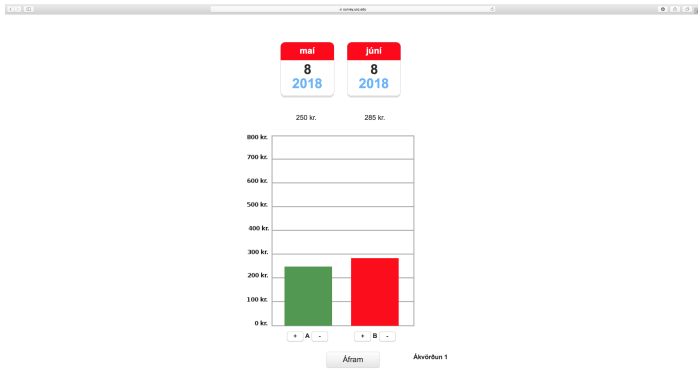 maí júní
8 8
2018 2018
250 kr. 285 kr.
800 kr.
700 kr.
600 kr.
500 kr.
400 kr.
300 kr.
200 kr.
100 kr.
0 kr.
+ A - + B -
Áfram
Ákvörðun 1